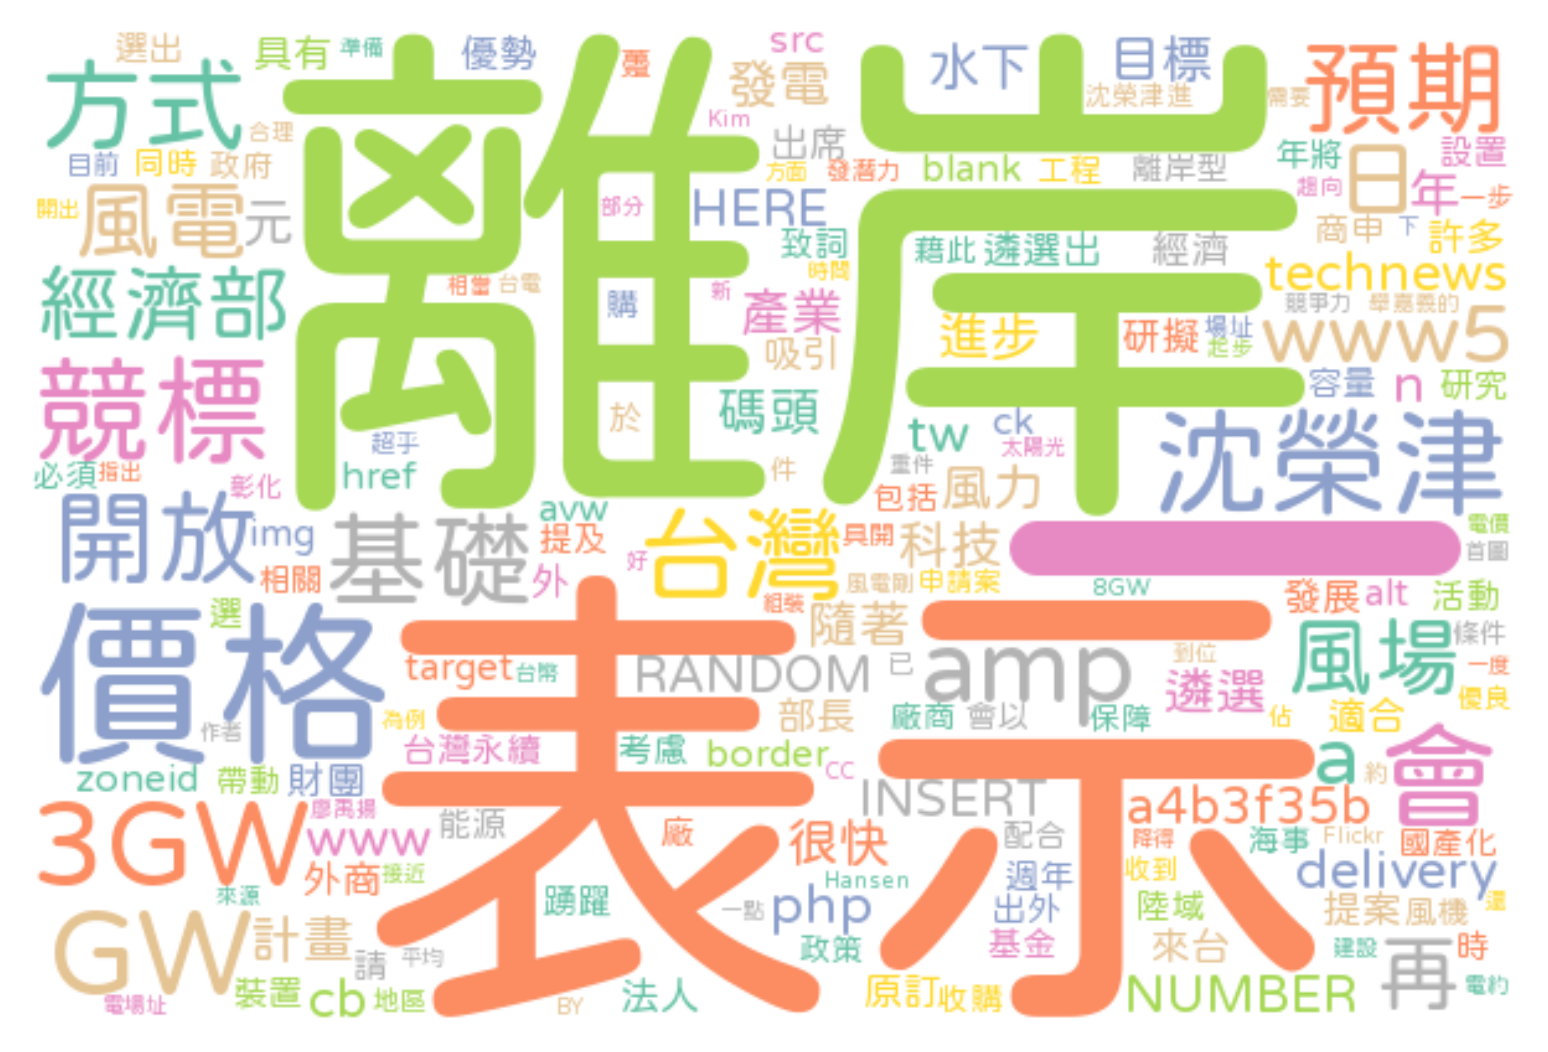 選出
具有
準備
優勢
躉
src
水下
目標
預期
方式
離岸
發電
沈榮津進
需要
合理
Kim
出席
目前
同時
政府
方面
發潛力
blank
工程
離岸型
年將
日
設置
開出
風電
元
部分
HERE
趨向
年
一步
致詞
藉此
遴選出
經濟
商申
下
許多
經濟部
相當
台電
時間
technews
購
新
產業
競爭力
舉嘉義的
進步
研擬
場址
起步
www5
吸引
競標
碼頭
容量
n
研究
於
tw
ck
太陽光
沈榮津
超乎
必須
指出
href
件
重件
彰化
包括
風力
開放
img
基礎
avw
提及
台灣
具開
科技
一
電價
首圖
相關
外
好
風電剛
申請案
8GW
組裝
發展
alt
活動
價格
選
表示
隨著
風場
條件
target
台幣
RANDOM
已
amp
到位
遴選
一度
優良
作者
為例
部長
廠商
會以
保障
佔
適合
台灣永續
考慮
border
CC
a
約
會
zoneid
帶動
財團
INSERT
a4b3f35b
3GW
廖禹揚
www
能源
廠
很快
配合
降得
海事
Flickr
國產化
外商
接近
Hansen
週年
收到
delivery
來源
踴躍
一點
php
出外
陸域
提案
風機
還
GW
計畫
請
平均
政策
基金
來台
建設
再
時
電場址
裝置
cb
地區
BY
法人
原訂
收購
NUMBER
電約